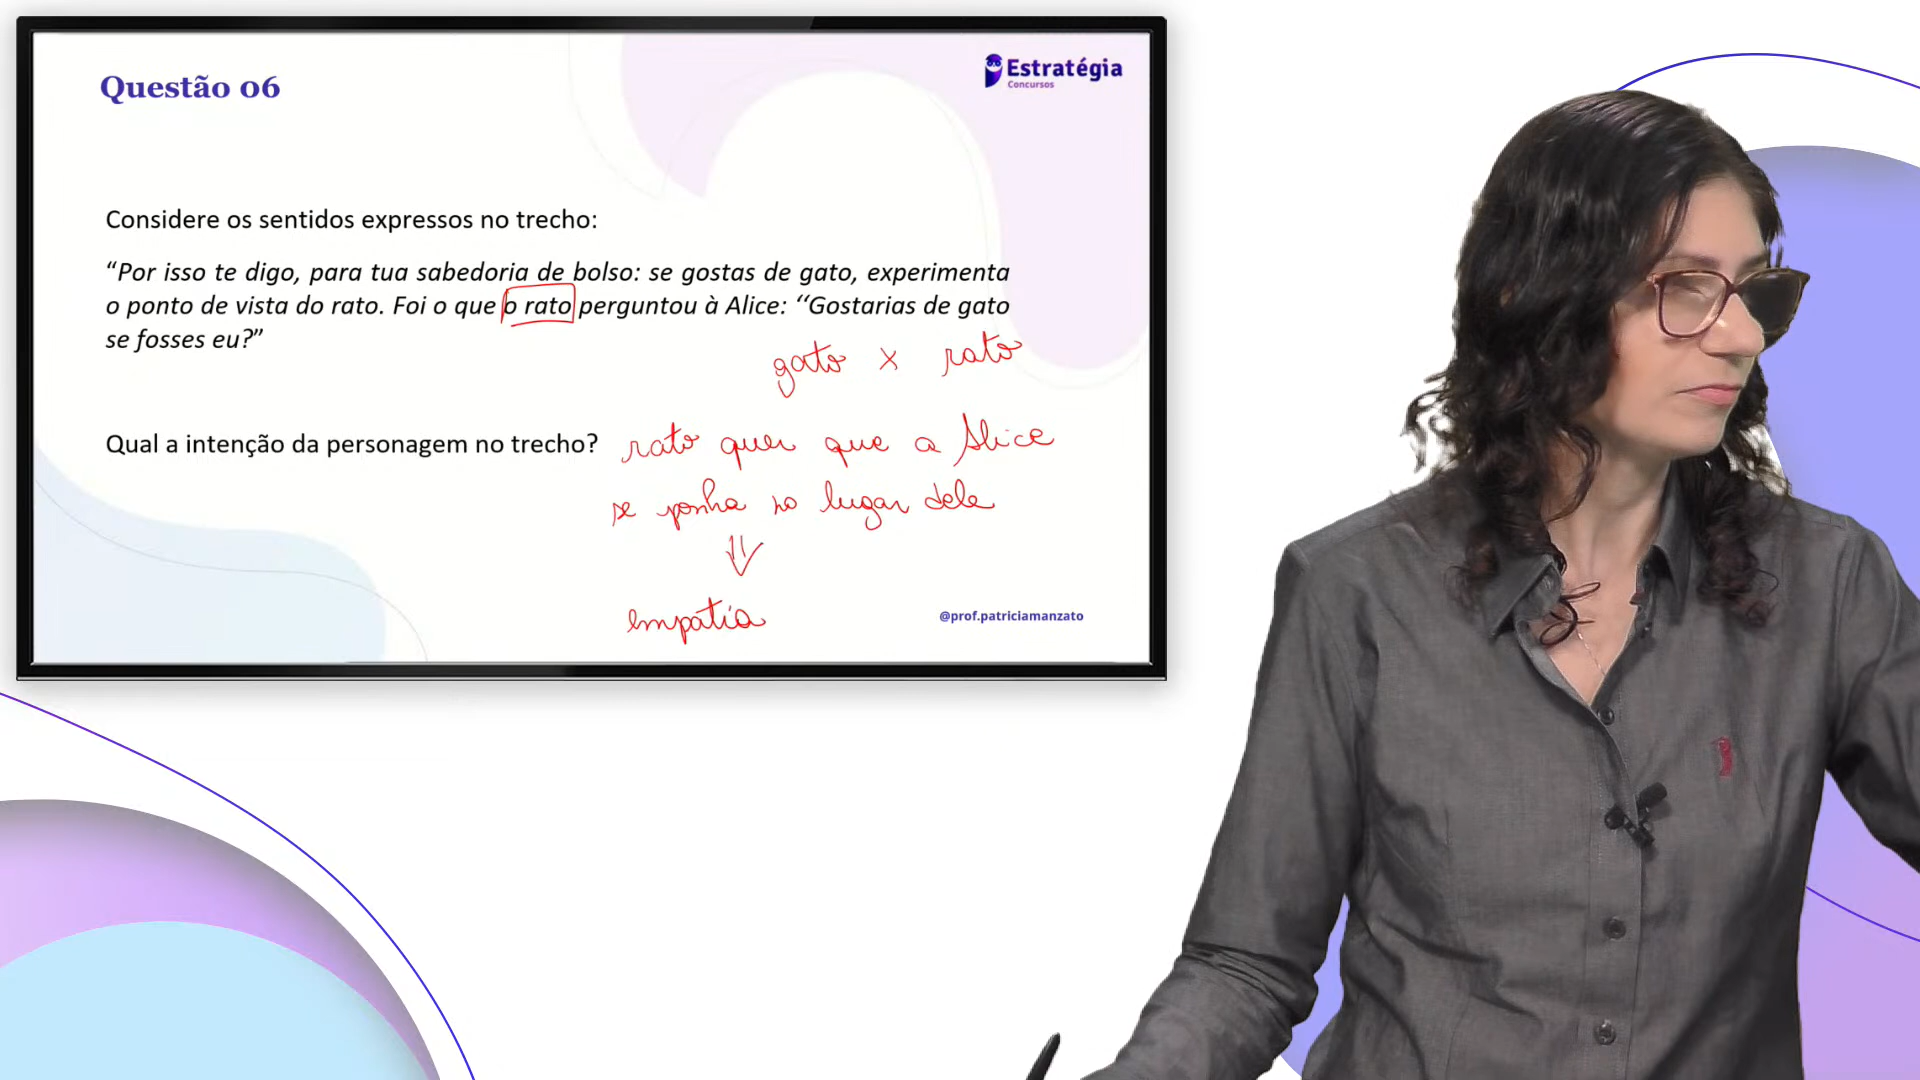 Questão 06
Estratégia
Concursos
Considere os sentidos expressos no trecho:
“Por isso te digo, para tua sabedoria de bolso: se gostas de gato, experimenta
o ponto de vista do rato. Foi o que o rato perguntou à Alice: ‘‘Gostarias de gato
se fosses eu?”
gato x rato
Qual a intenção da personagem no trecho? rato quer que a Alice
se ponha no lugar dele
empatia
@prof.patriciamanzato